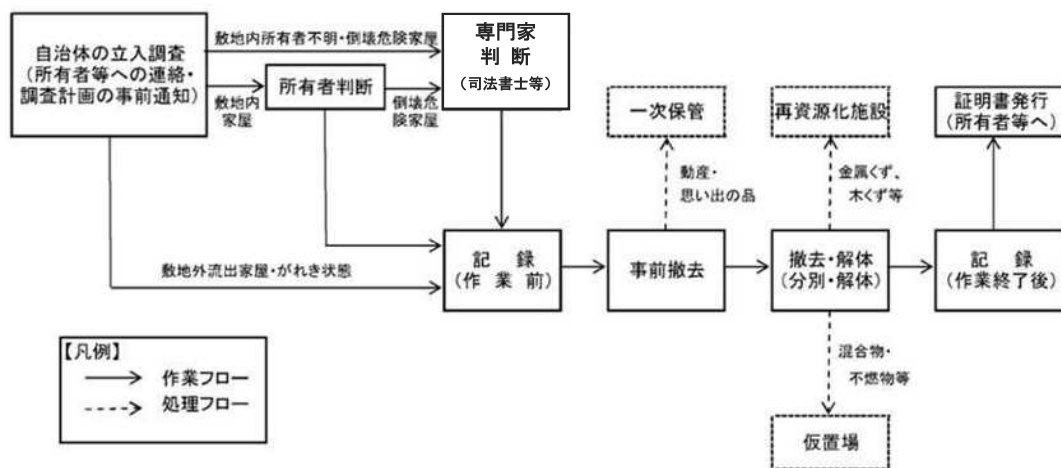 自治体の立入調査
(所有者等への連絡・
調査計画の事前通知)
敷地内所有者不明・倒壊危険家屋
敷地内
家屋
所有者判断
倒壊危
険家屋
専門家
判 断
(司法書士等)
一次保管
再資源化施設
証明書発行
(所有者等へ)
動産・
思い出の品
金属くず、
木くず等
敷地外流出家屋・がれき状態
記 録
(作 業 前)
事前撤去
撤去・解体
(分別・解体)
記 録
(作業終了後)
混合物・
不燃物等
仮置場
【凡例】
作業フロー
処理フロー